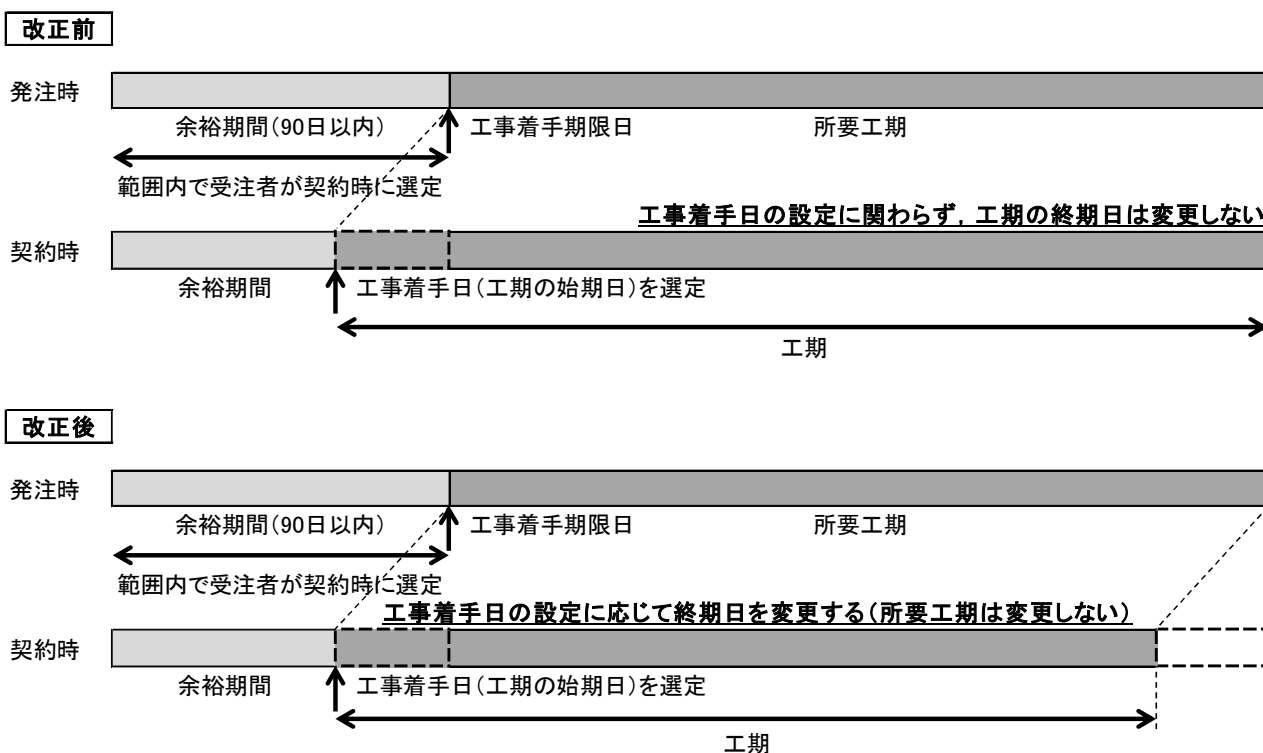 改正前
発注時
余裕期間(90日以内)
工事着手期限日
所要工期
範囲内で受注者が契約時に選定
工事着手日の設定に関わらず，工期の終期日は変更しない
契約時
余裕期間
工事着手日(工期の始期日)を選定
工期
改正後
発注時
余裕期間(90日以内)
工事着手期限日
所要工期
範囲内で受注者が契約時に選定
工事着手日の設定に応じて終期日を変更する(所要工期は変更しない)
契約時
余裕期間
工事着手日(工期の始期日)を選定
工期